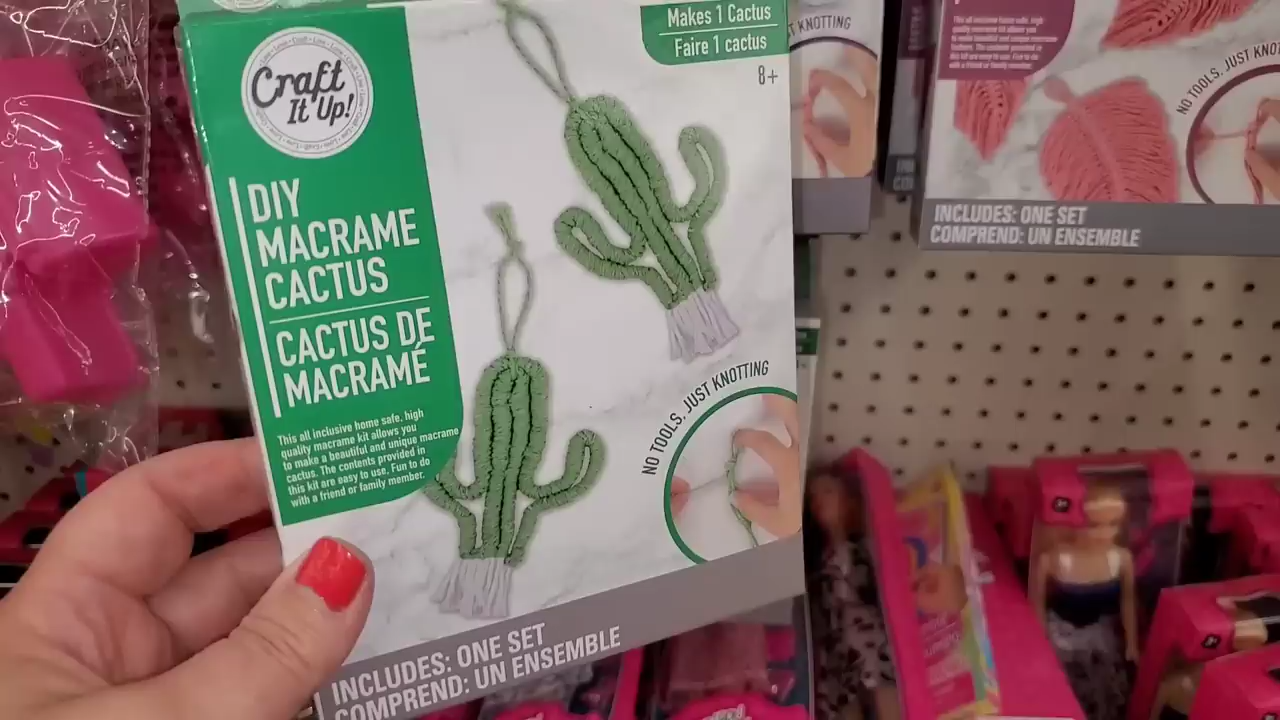 Craft
It Up!
DIY
MACRAME
CACTUS
CACTUS DE
MACRAMÉ
This all inclusive home safe, high
quality macrame kit allows you
to make a beautiful and unique macrame
cactus. The contents provided in
this kit are easy to use. Fun to do
with a friend or family member.
Makes 1 Cactus
Faire 1 cactus
8+
NO TOOLS, JUST KNOTTING
INCLUDES: ONE SET
COMPREND: UN ENSEMBLE
KNOTTING
NO TOOLS, JUST KNO
INCLUDES: ONE SET
COMPREND: UN ENSEMBLE